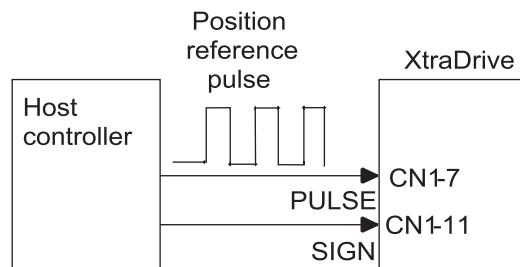 Position
reference
pulse
XtraDrive
Host
controller
CN1-7
PULSE
CN1-11
SIGN